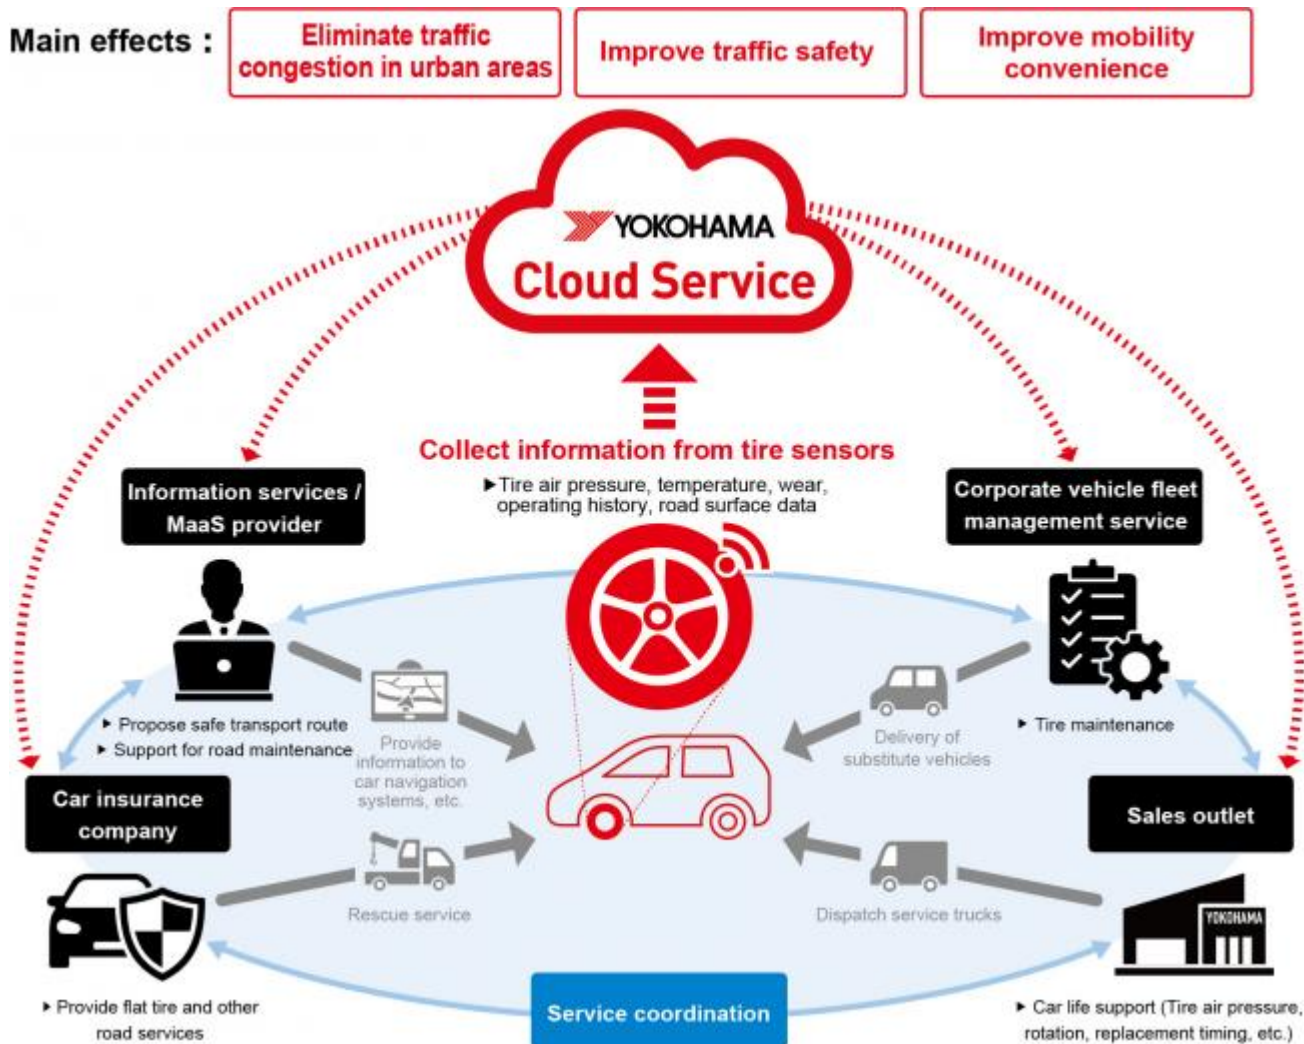 Main effects :
Eliminate traffic
congestion in urban areas
Improve traffic safety
Improve mobility
convenience
YOKOHAMA
Cloud Service
Collect information from tire sensors
▶Tire air pressure, temperature, wear,
operating history, road surface data
Information services /
MaaS provider
Corporate vehicle fleet
management service
▶ Propose safe transport route
▶ Support for road maintenance
Provide
information to
car navigation
systems, etc.
Delivery of
substitute vehicles
▶ Tire maintenance
Car insurance
company
Sales outlet
Rescue service
Dispatch service trucks
YOKOHAMA
▶ Provide flat tire and other
road services
Service coordination
▶ Car life support (Tire air pressure,
rotation, replacement timing, etc.)